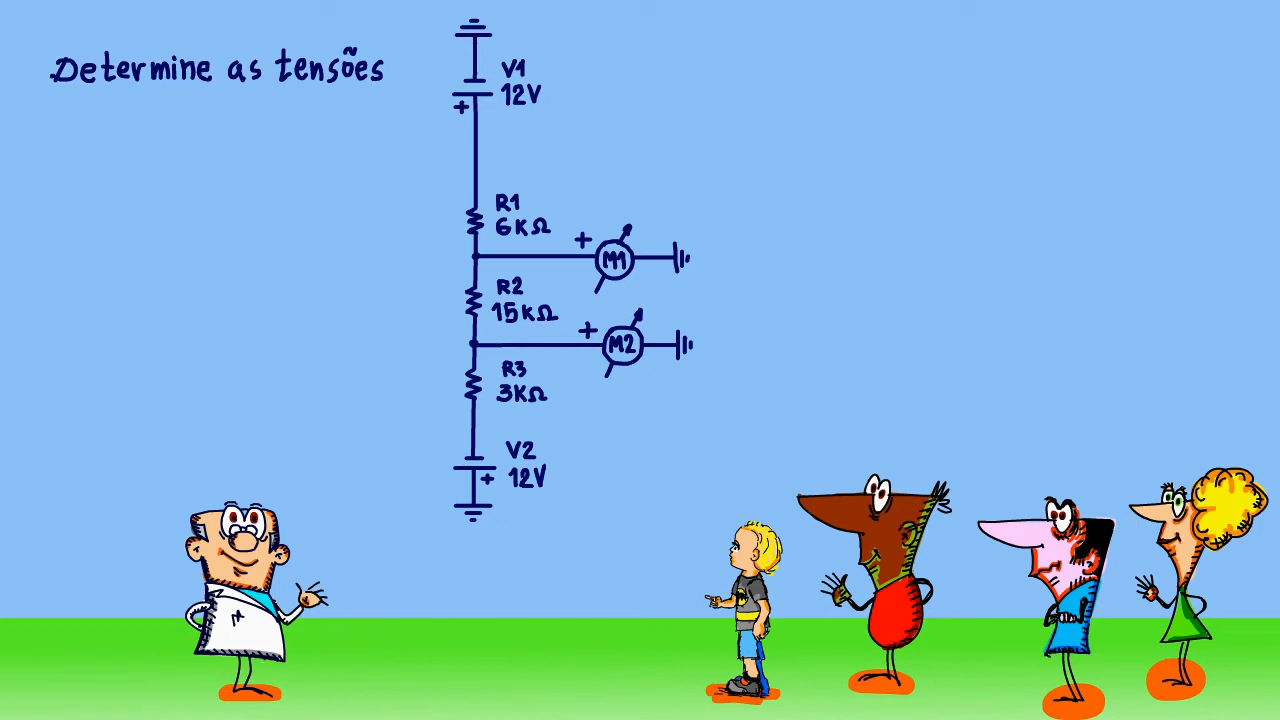 Determine as tensões
V1
12V
+
R1
6KΩ
+
M1
R2
15KΩ
+
M2
R3
3KΩ
V2
+
12V